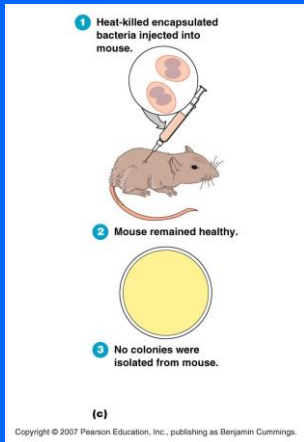 1 Heat-killed encapsulated
bacteria injected into
mouse.
2 Mouse remained healthy.
3 No colonies were
isolated from mouse.
(c)
Copyright © 2007 Pearson Education, Inc., publishing as Benjamin Cummings.